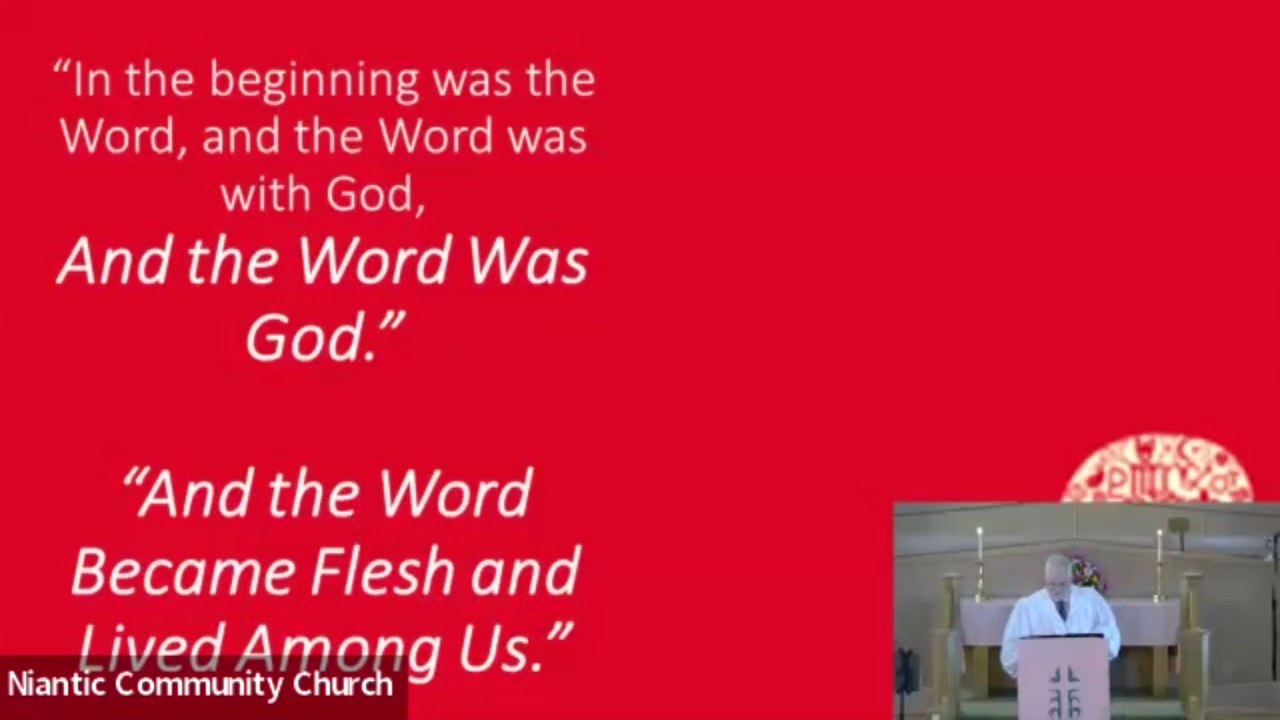 “In the beginning was the
Word, and the Word was
with God,
And the Word Was
God.”
“And the Word
Became Flesh and
Lived Among Us.”
Niantic Community Church